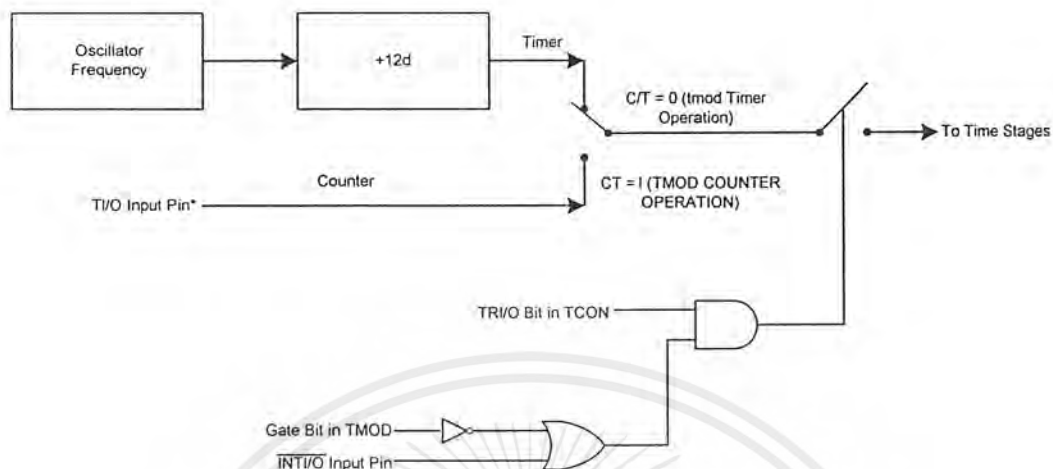 Oscillator
Frequency
+12d
Timer
C/T = 0 (tmod Timer
Operation)
To Time Stages
Counter
TI/O Input Pin*
CT = I (TMOD COUNTER
OPERATION)
TRI/O Bit in TCON
Gate Bit in TMOD
INTI/O Input Pin